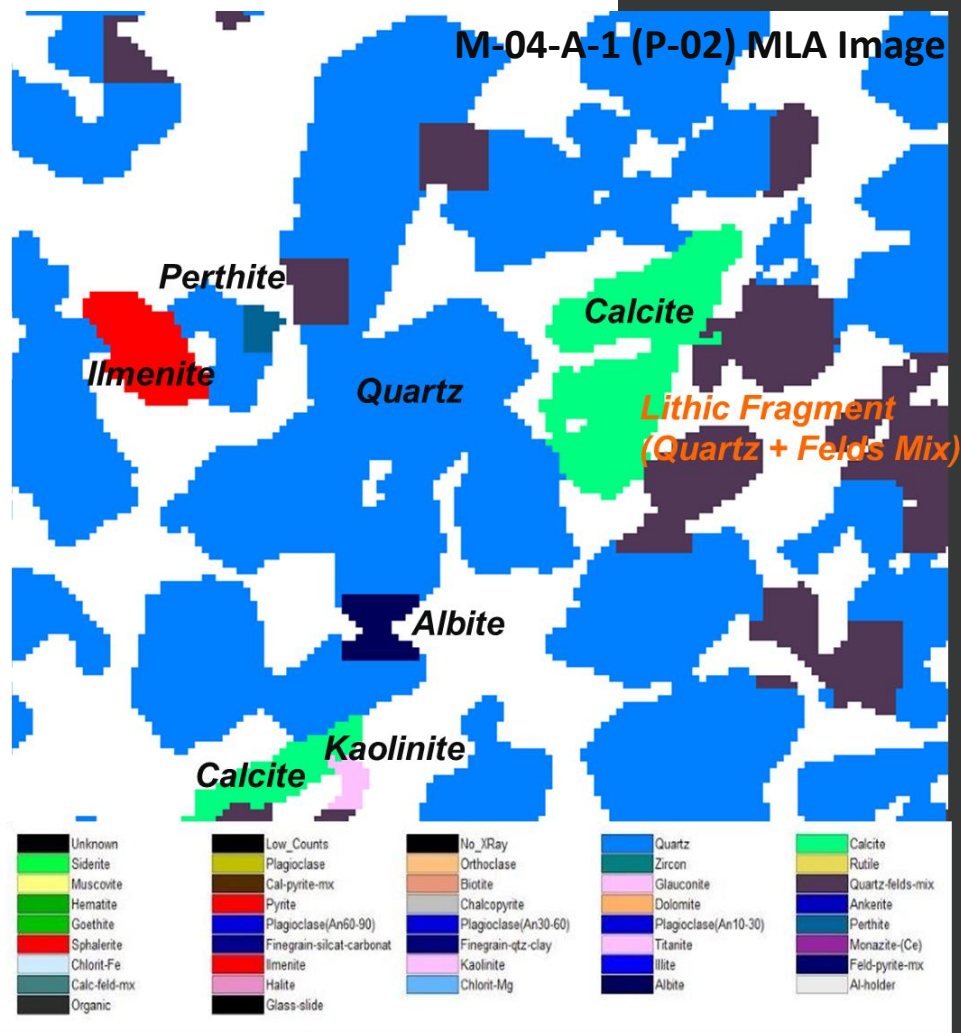 M-04-A-1 (P-02) MLA Image
Perthite
Calcite
Ilmenite
Quartz
Lithic Fragment
(Quartz + Felds Mix)
Albite
Kaolinite
Calcite
Unknown Low_Counts No_XRay Quartz Calcite
Siderite Plagioclase Orthoclase Zircon Rutile
Muscovite Cal-pyrite-mx Biotite Glauconite Quartz-felds-mix
Hematite Pyrite Chalcopyrite Dolomite Ankerite
Goethite Plagioclase(An60-90) Plagioclase(An30-60) Plagioclase(An10-30) Perthite
Sphalerite Finegrain-silcat-carbonat Finegrain-qtz-clay Titanite Monazite-(Ce)
Chlorit-Fe Ilmenite Kaolinite Illite Feld-pyrite-mx
Calc-feld-mx Halite Chlorit-Mg Albite Al-holder
Organic Glass-slide